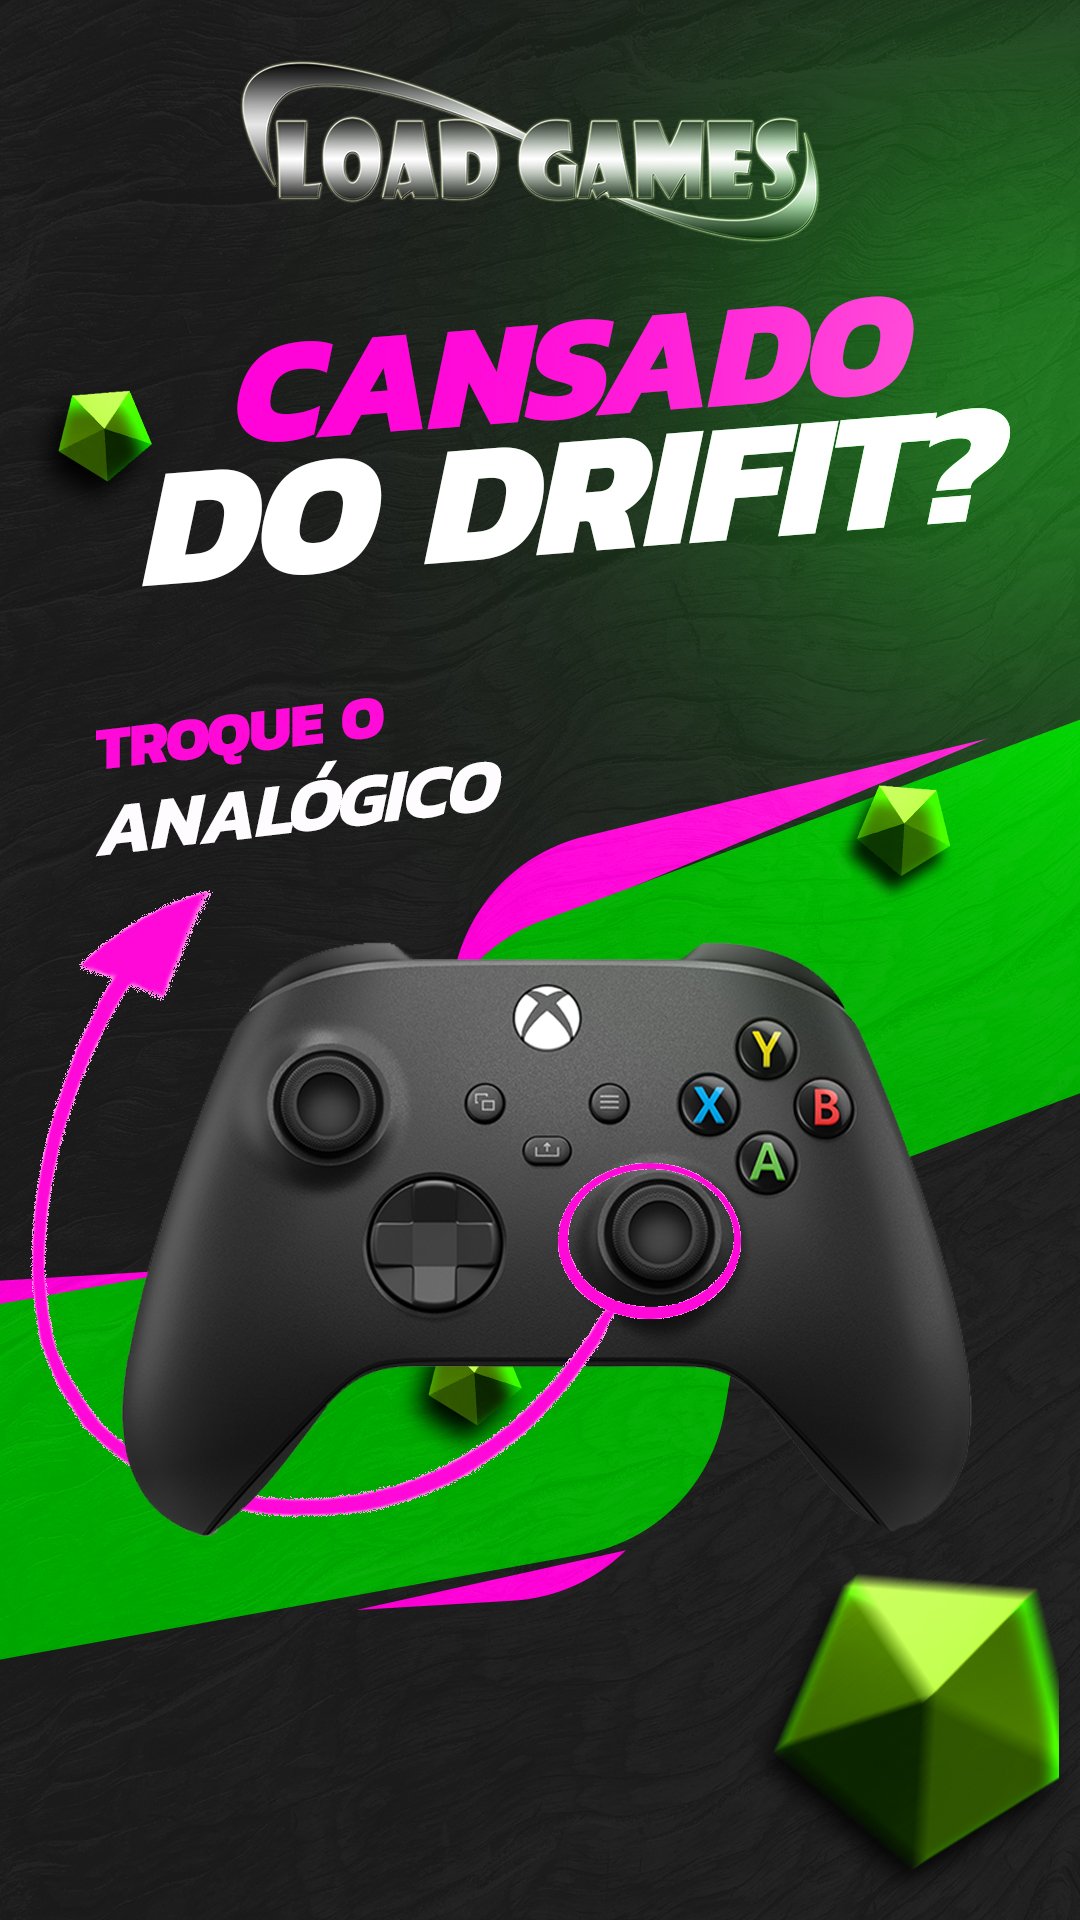 LOAD GAMES
CANSADO
DO DRIFIT?
TROQUE O
ANALÓGICO
Y
X
B
A